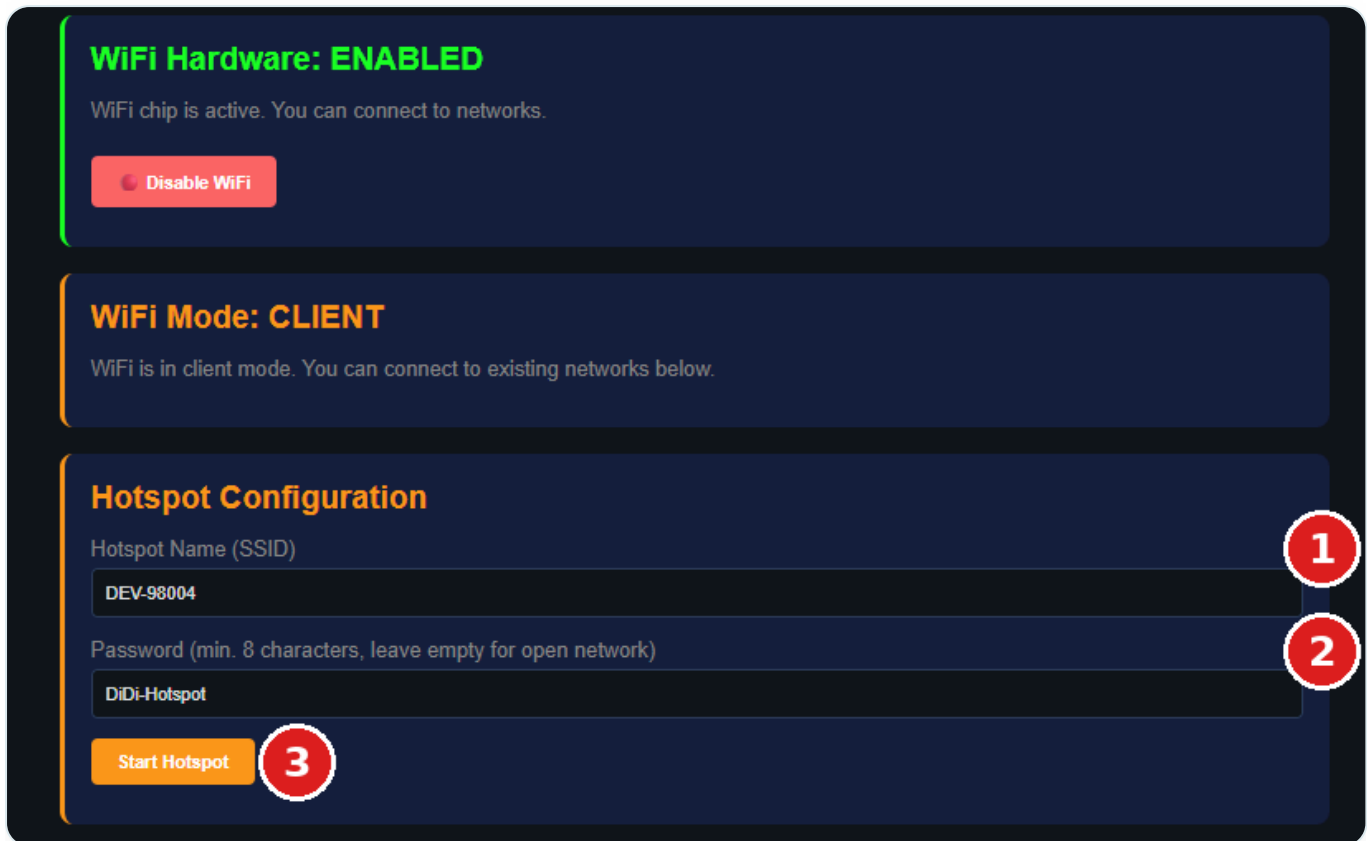 WiFi Hardware: ENABLED
WiFi chip is active. You can connect to networks.
Disable WiFi
WiFi Mode: CLIENT
WiFi is in client mode. You can connect to existing networks below.
Hotspot Configuration
Hotspot Name (SSID)
1
DEV-98004
Password (min. 8 characters, leave empty for open network)
2
DiDi-Hotspot
Start Hotspot
3